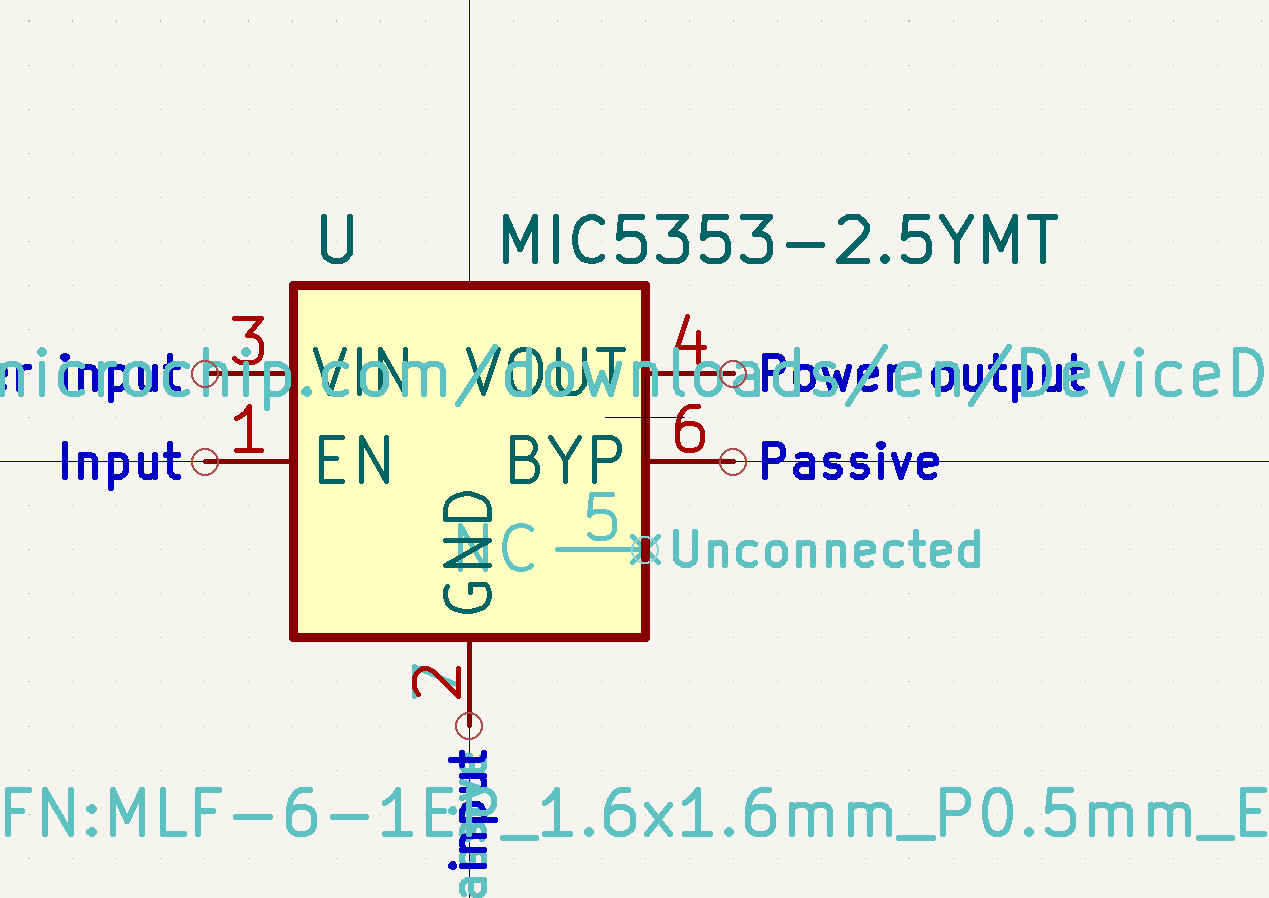 U MIC5353-2.5YMT
3 4
er input VIN VOUT Power output
microchip.com/downloads/en/DeviceD
1 6
Input EN BYP Passive
5
NC Unconnected
GND
2
input
FN:MLF-6-1EP_1.6x1.6mm_P0.5mm_E